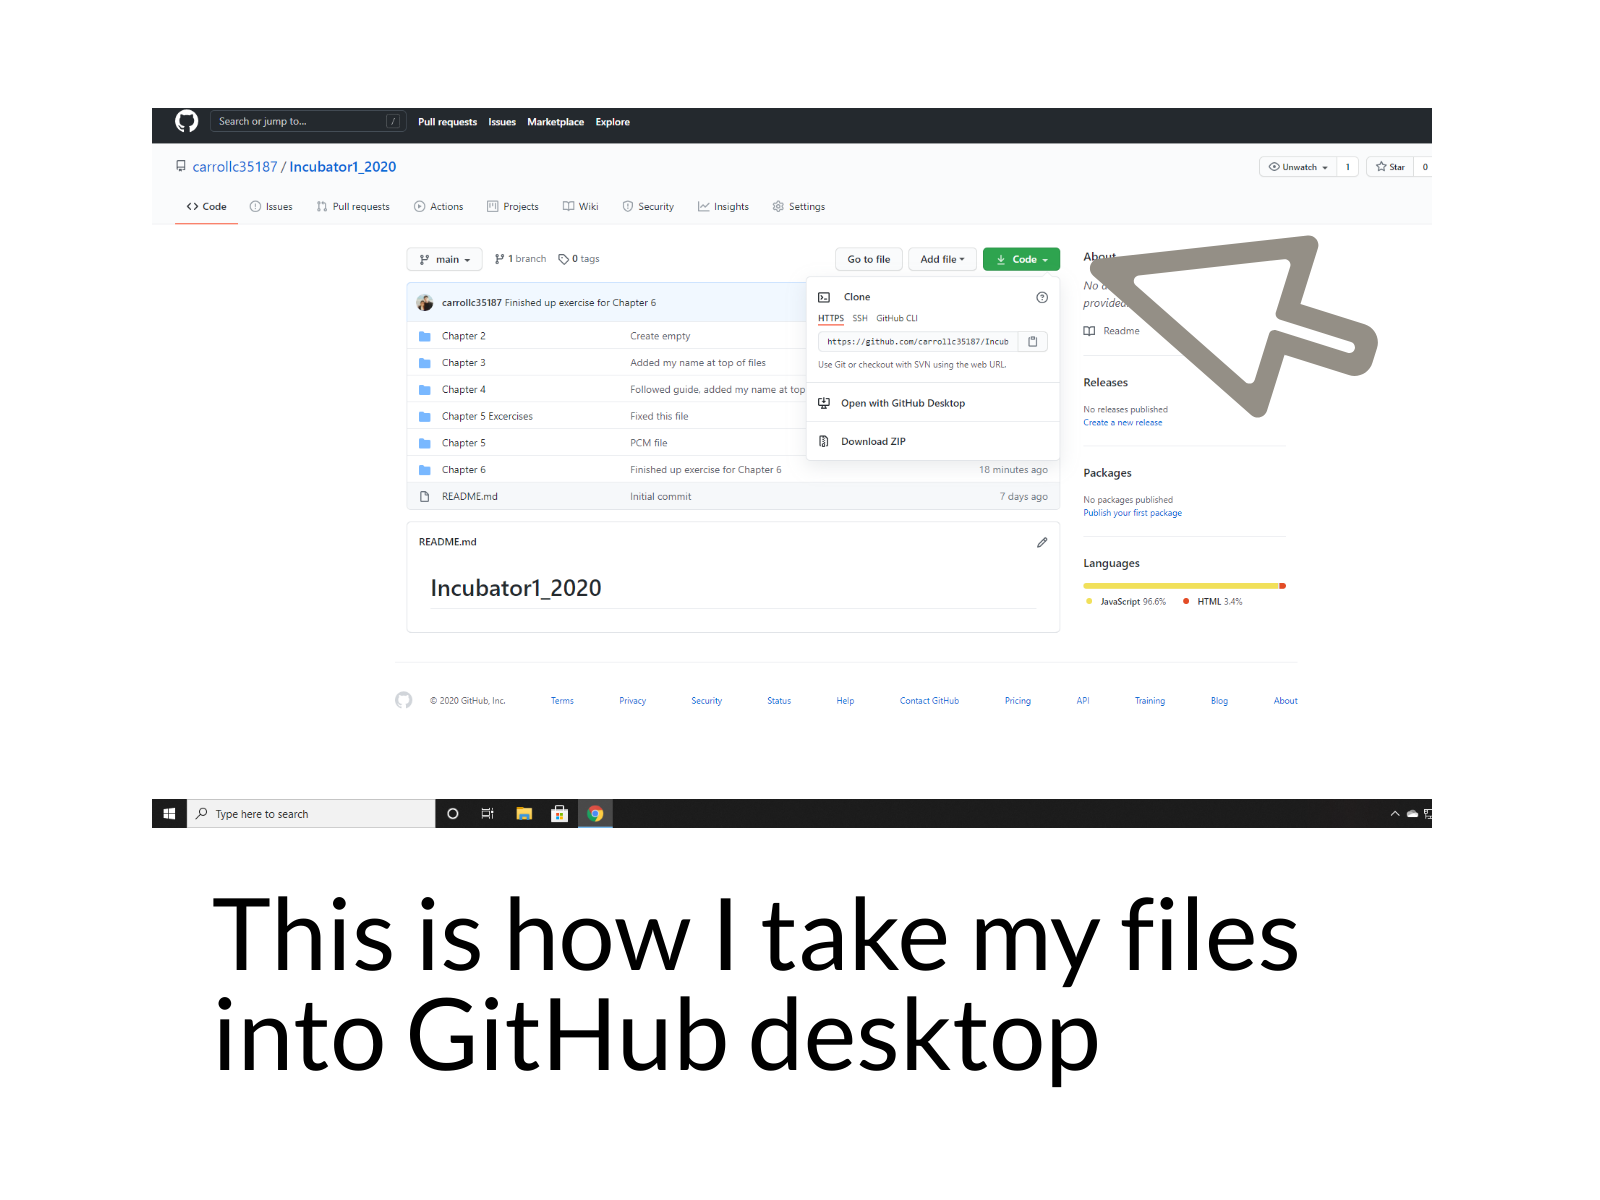 Search or jump to... /
Pull requests Issues Marketplace Explore
carrollc35187 / Incubator1_2020
Unwatch 1 Star 0
Code Issues Pull requests Actions Projects Wiki Security Insights Settings
main 1 branch 0 tags Go to file Add file Code
carrollc35187 Finished up exercise for Chapter 6
Chapter 2 Create empty
Chapter 3 Added my name at top of files
Chapter 4 Followed guide, added my name at top
Chapter 5 Excercises Fixed this file
Chapter 5 PCM file
Chapter 6 Finished up exercise for Chapter 6 18 minutes ago
README.md Initial commit 7 days ago
Clone
HTTPS SSH GitHub CLI
https://github.com/carrollc35187/Incub
Use Git or checkout with SVN using the web URL.
Open with GitHub Desktop
Download ZIP
About
No
provided.
Readme
Releases
No releases published
Create a new release
Packages
No packages published
Publish your first package
Languages
JavaScript 96.6% HTML 3.4%
README.md
Incubator1_2020
© 2020 GitHub, Inc. Terms Privacy Security Status Help Contact GitHub Pricing API Training Blog About
Type here to search
This is how I take my files
into GitHub desktop